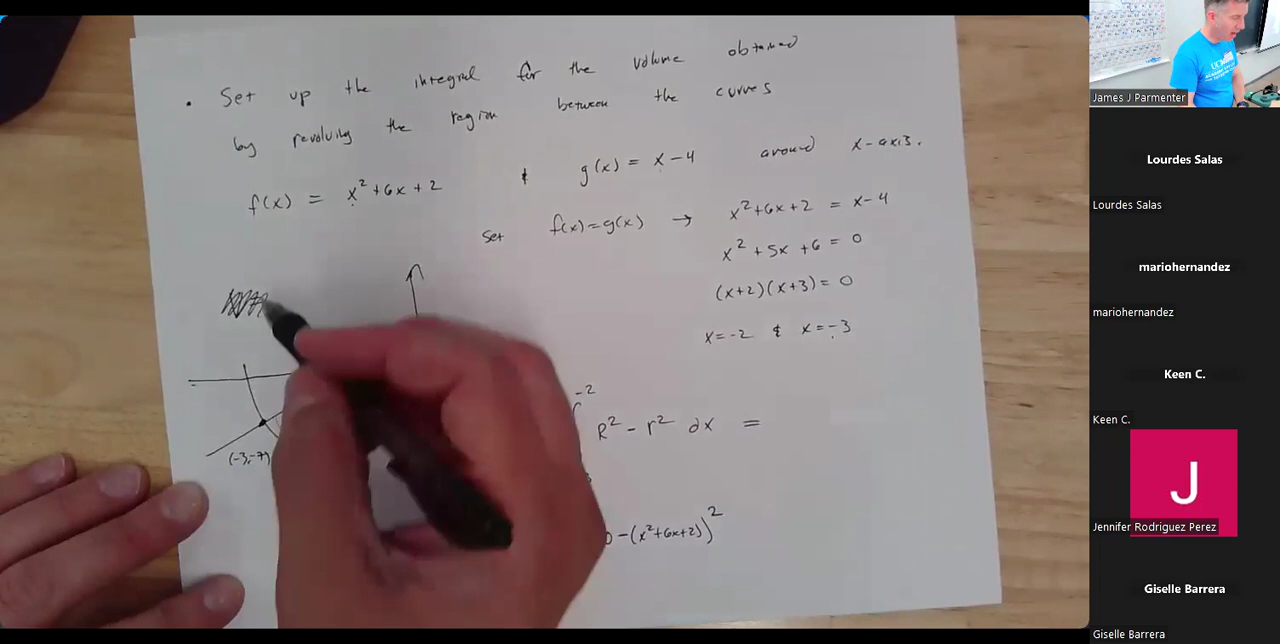 • Set up the integral for the volume obtained
by revolving the region between the curves
f(x) = x² + 6x + 2 & g(x) = x - 4 around x-axis.
Set f(x) = g(x) → x² + 6x + 2 = x - 4
x² + 5x + 6 = 0
(x+2)(x+3) = 0
x = -2 & x = -3
-2
R² - r² dx =
(-3,-7)
0 - (x²+6x+2))²
James J Parmenter
Lourdes Salas
Lourdes Salas
mariohernandez
mariohernandez
Keen C.
Keen C.
J
Jennifer Rodriguez Perez
Giselle Barrera
Giselle Barrera